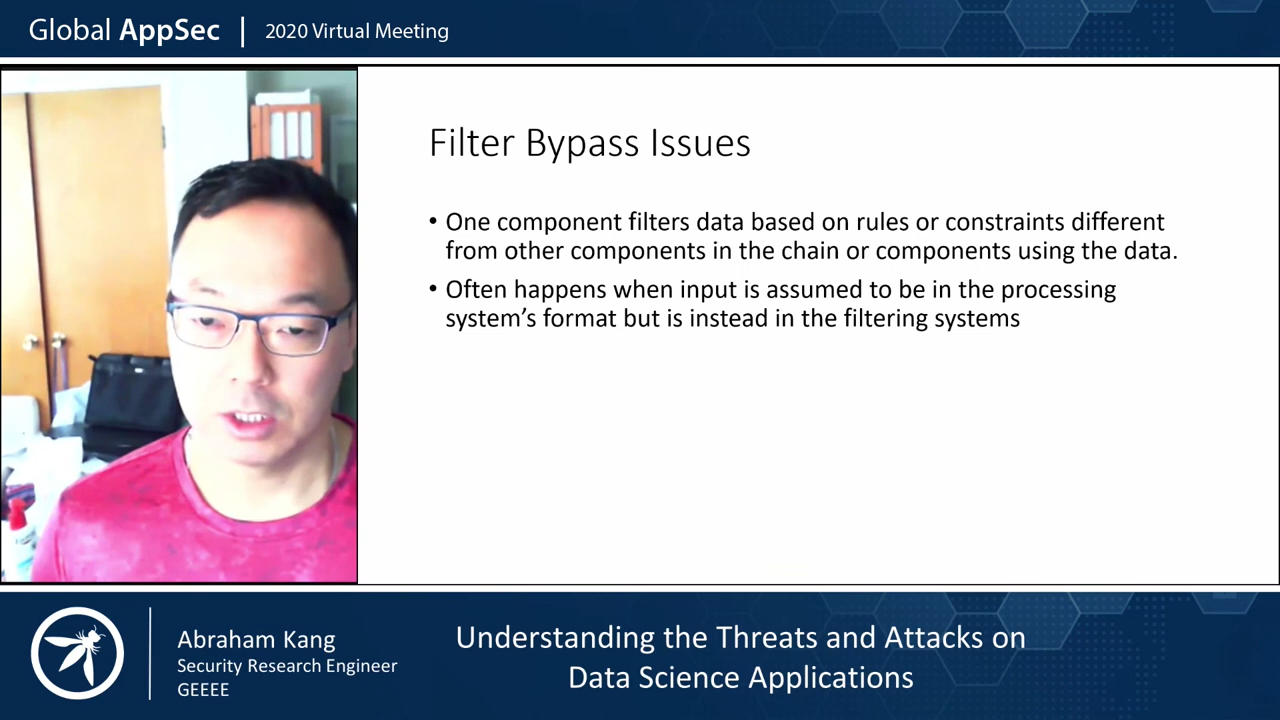 Global AppSec | 2020 Virtual Meeting
Filter Bypass Issues
• One component filters data based on rules or constraints different
from other components in the chain or components using the data.
• Often happens when input is assumed to be in the processing
system’s format but is instead in the filtering systems
Abraham Kang
Security Research Engineer
GEEEE
Understanding the Threats and Attacks on
Data Science Applications